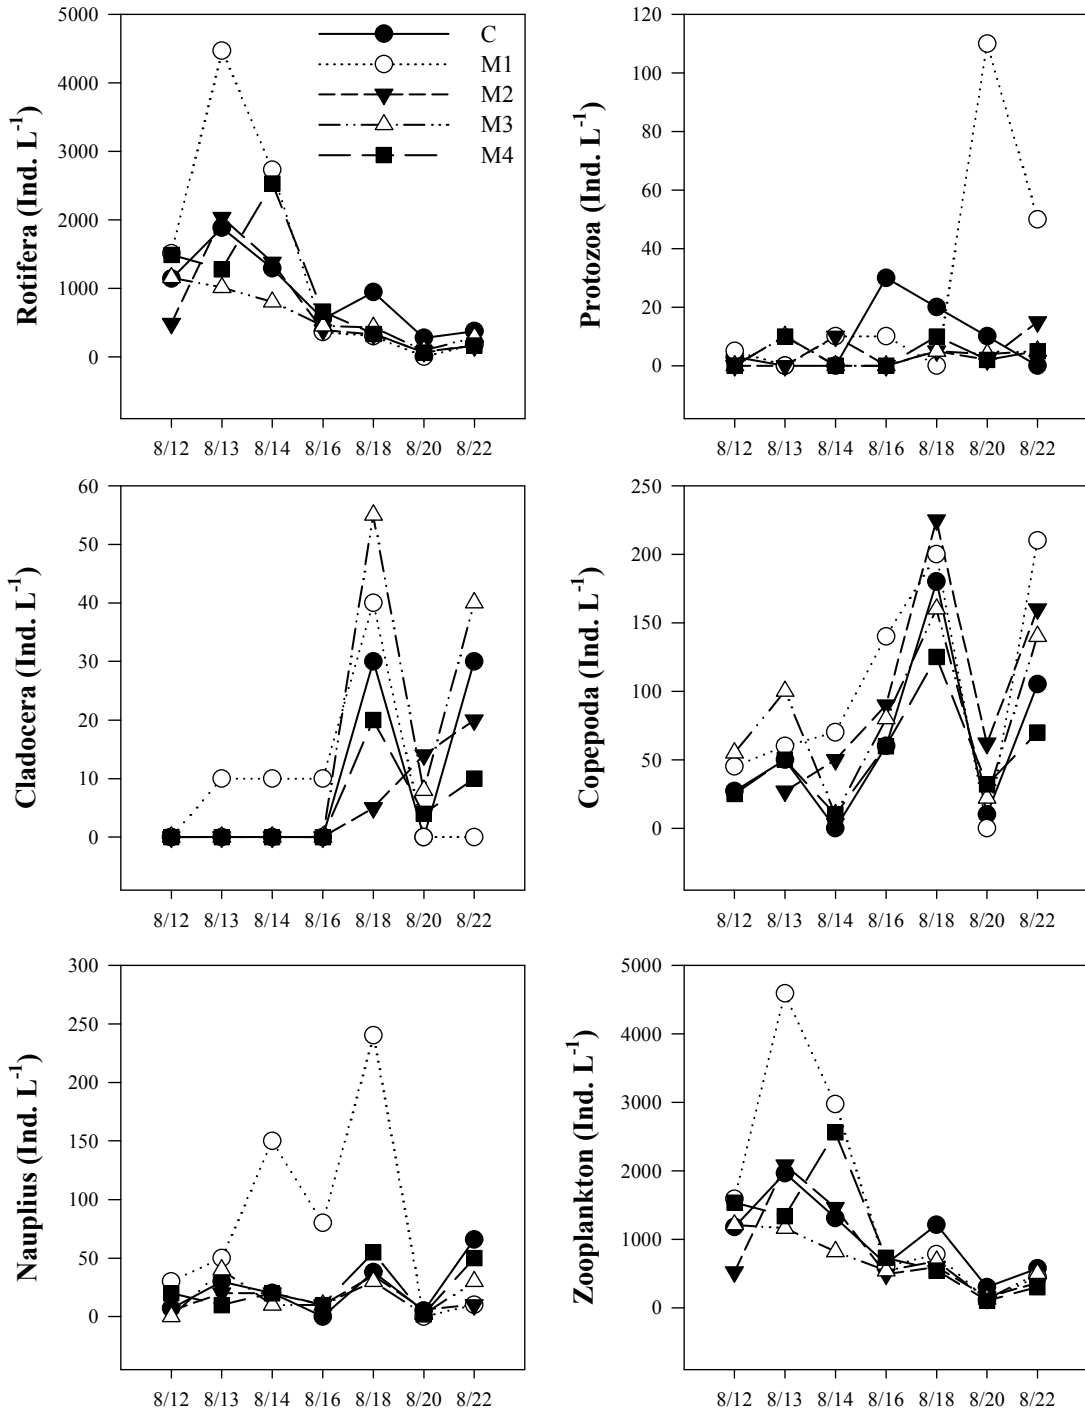 Rotifera (Ind. L-1)
5000
4000
3000
2000
1000
0
C
M1
M2
M3
M4
8/12 8/13 8/14 8/16 8/18 8/20 8/22
Protozoa (Ind. L-1)
120
100
80
60
40
20
0
8/12 8/13 8/14 8/16 8/18 8/20 8/22
Cladocera (Ind. L-1)
60
50
40
30
20
10
0
8/12 8/13 8/14 8/16 8/18 8/20 8/22
Copepoda (Ind. L-1)
250
200
150
100
50
0
8/12 8/13 8/14 8/16 8/18 8/20 8/22
Nauplius (Ind. L-1)
300
250
200
150
100
50
0
8/12 8/13 8/14 8/16 8/18 8/20 8/22
Zooplankton (Ind. L-1)
5000
4000
3000
2000
1000
0
8/12 8/13 8/14 8/16 8/18 8/20 8/22